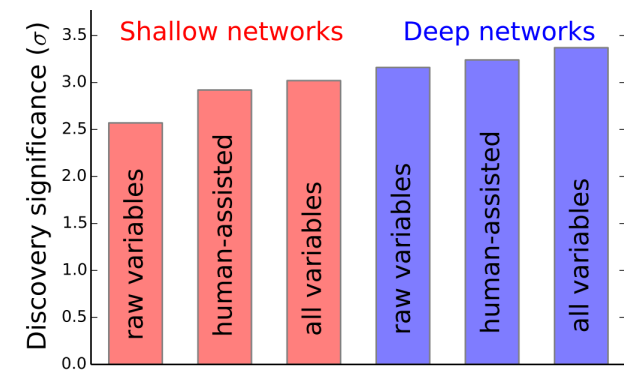 Shallow networks
Deep networks
Discovery significance (σ)
3.5
3.0
2.5
2.0
1.5
1.0
0.5
0.0
raw variables
human-assisted
all variables
raw variables
human-assisted
all variables